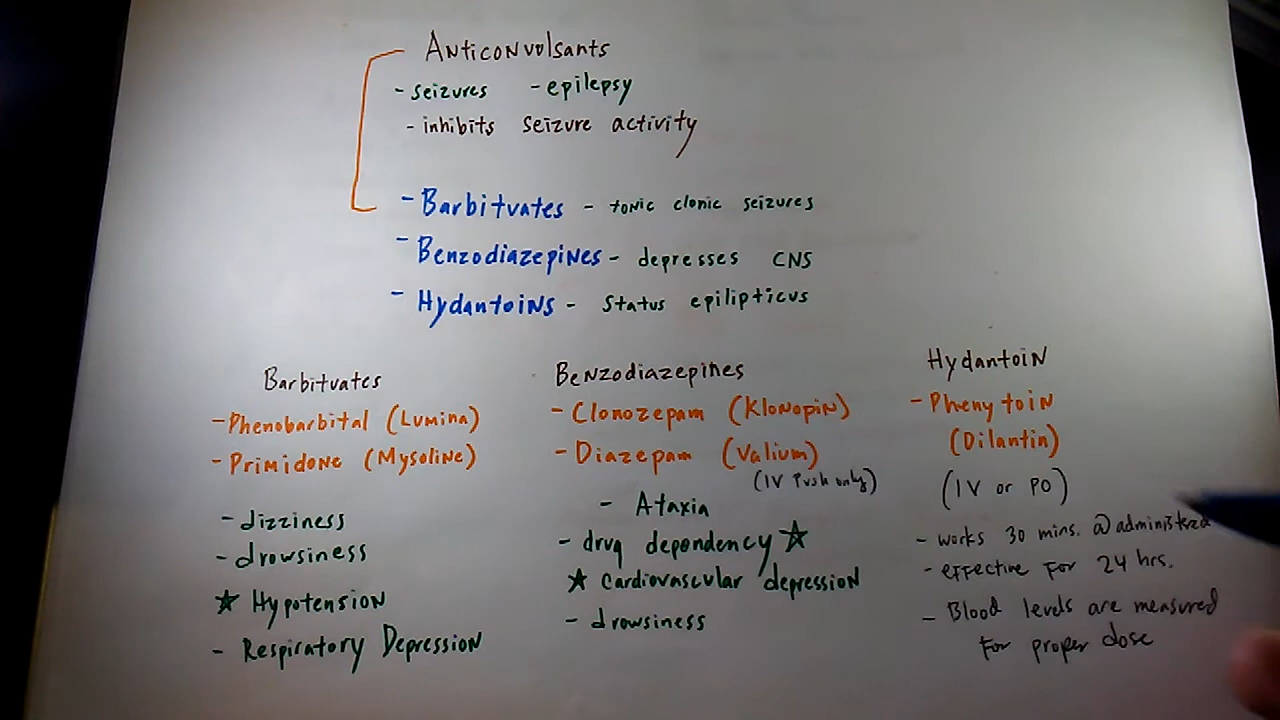 Anticonvulsants
- seizures - epilepsy
- inhibits seizure activity
- Barbituates - tonic clonic seizures
- Benzodiazepines - depresses CNS
- Hydantoins - Status epilipticus
Barbituates
- Phenobarbital (Lumina)
- Primidone (Mysoline)
- dizziness
- drowsiness
★ Hypotension
- Respiratory Depression
Benzodiazepines
- Clonozepam (Klonopin)
- Diazepam (Valium)
(IV Push only)
- Ataxia
- drug dependency ★
★ cardiovascular depression
- drowsiness
Hydantoin
- Phenytoin
(Dilantin)
(IV or PO)
- works 30 mins. @ administered
- effective for 24 hrs.
- Blood levels are measured
for proper dose